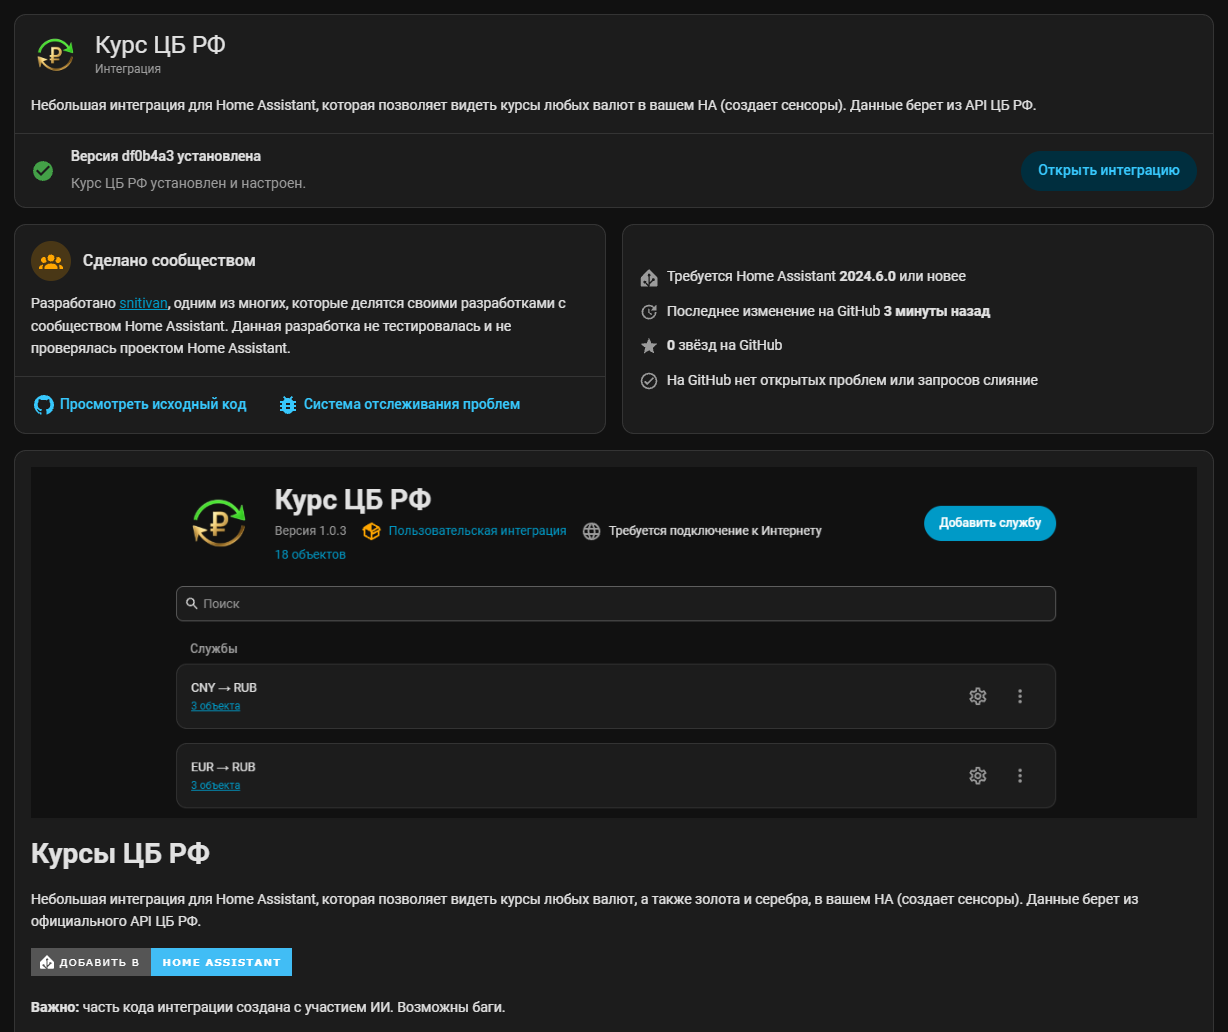 Курс ЦБ РФ
Интеграция
Небольшая интеграция для Home Assistant, которая позволяет видеть курсы любых валют в вашем HA (создает сенсоры). Данные берет из API ЦБ РФ.
Версия df0b4a3 установлена
Курс ЦБ РФ установлен и настроен.
Открыть интеграцию
Сделано сообществом
Разработано snitivan, одним из многих, которые делятся своими разработками с
сообществом Home Assistant. Данная разработка не тестировалась и не
проверялась проектом Home Assistant.
Просмотреть исходный код
Система отслеживания проблем
Требуется Home Assistant 2024.6.0 или новее
Последнее изменение на GitHub 3 минуты назад
0 звёзд на GitHub
На GitHub нет открытых проблем или запросов слияние
Курс ЦБ РФ
Версия 1.0.3 Пользовательская интеграция Требуется подключение к Интернету
18 объектов
Добавить службу
Поиск
Службы
CNY → RUB
3 объекта
EUR → RUB
3 объекта
Курсы ЦБ РФ
Небольшая интеграция для Home Assistant, которая позволяет видеть курсы любых валют, а также золота и серебра, в вашем HA (создает сенсоры). Данные берет из
официального API ЦБ РФ.
ДОБАВИТЬ В HOME ASSISTANT
Важно: часть кода интеграции создана с участием ИИ. Возможны баги.